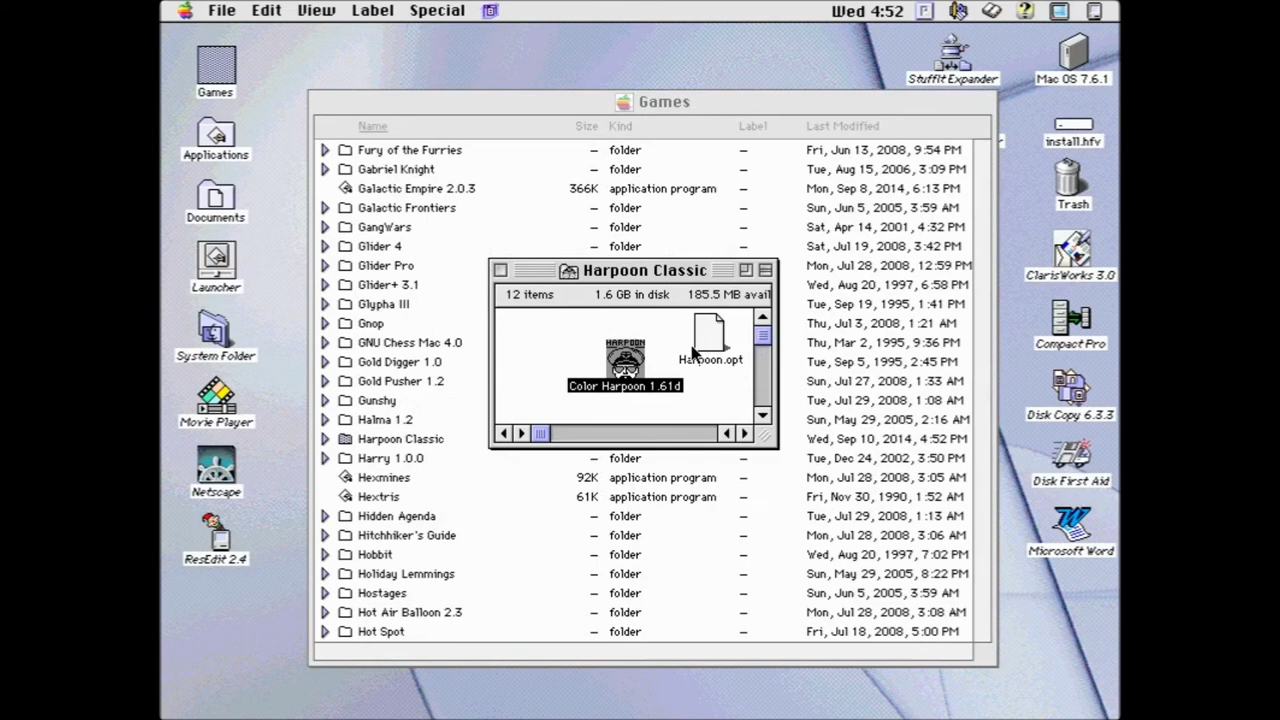 File Edit View Label Special Wed 4:52
Games
Applications
Documents
Launcher
System Folder
Movie Player
Netscape
ResEdit 2.4
StuffIt Expander
Mac OS 7.6.1
install.hfv
Trash
ClarisWorks 3.0
Compact Pro
Disk Copy 6.3.3
Disk First Aid
Microsoft Word
Games
Name Size Kind Label Last Modified
Fury of the Furries – folder – Fri, Jun 13, 2008, 9:54 PM
Gabriel Knight – folder – Tue, Aug 15, 2006, 3:09 PM
Galactic Empire 2.0.3 366K application program – Mon, Sep 8, 2014, 6:13 PM
Galactic Frontiers – folder – Sun, Jun 5, 2005, 3:59 AM
GangWars – folder – Sat, Apr 14, 2001, 4:32 PM
Glider 4 – folder – Sat, Jul 19, 2008, 3:42 PM
Glider Pro Mon, Jul 28, 2008, 12:59 PM
Glider+ 3.1 Wed, Aug 20, 1997, 6:58 PM
Glypha III Tue, Sep 19, 1995, 1:41 PM
Gnop Thu, Jul 3, 2008, 1:21 AM
GNU Chess Mac 4.0 Thu, Mar 2, 1995, 9:36 PM
Gold Digger 1.0 Tue, Sep 5, 1995, 2:45 PM
Gold Pusher 1.2 Sun, Jul 27, 2008, 1:33 AM
Gunshy Tue, Jul 29, 2008, 1:08 AM
Halma 1.2 Sun, May 29, 2005, 2:16 AM
Harpoon Classic Wed, Sep 10, 2014, 4:52 PM
Harry 1.0.0 – folder – Tue, Dec 24, 2002, 3:50 PM
Hexmines 92K application program – Mon, Jul 28, 2008, 3:05 AM
Hextris 61K application program – Fri, Nov 30, 1990, 1:52 AM
Hidden Agenda – folder – Tue, Jul 29, 2008, 1:13 AM
Hitchhiker's Guide – folder – Mon, Jul 28, 2008, 3:06 AM
Hobbit – folder – Wed, Aug 20, 1997, 7:02 PM
Holiday Lemmings – folder – Sun, May 29, 2005, 8:22 PM
Hostages – folder – Sun, Jun 5, 2005, 3:59 AM
Hot Air Balloon 2.3 – folder – Mon, Jul 28, 2008, 3:08 AM
Hot Spot – folder – Fri, Jul 18, 2008, 5:00 PM
Harpoon Classic
12 items 1.6 GB in disk 185.5 MB avail
HARPOON
Color Harpoon 1.61d
Harpoon.opt